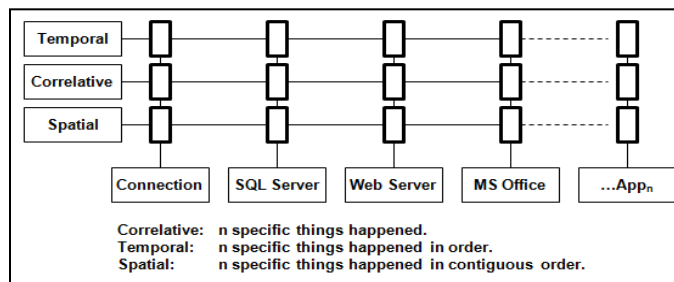 Temporal
Correlative
Spatial
Connection
SQL Server
Web Server
MS Office
...Appn
Correlative: n specific things happened.
Temporal: n specific things happened in order.
Spatial: n specific things happened in contiguous order.